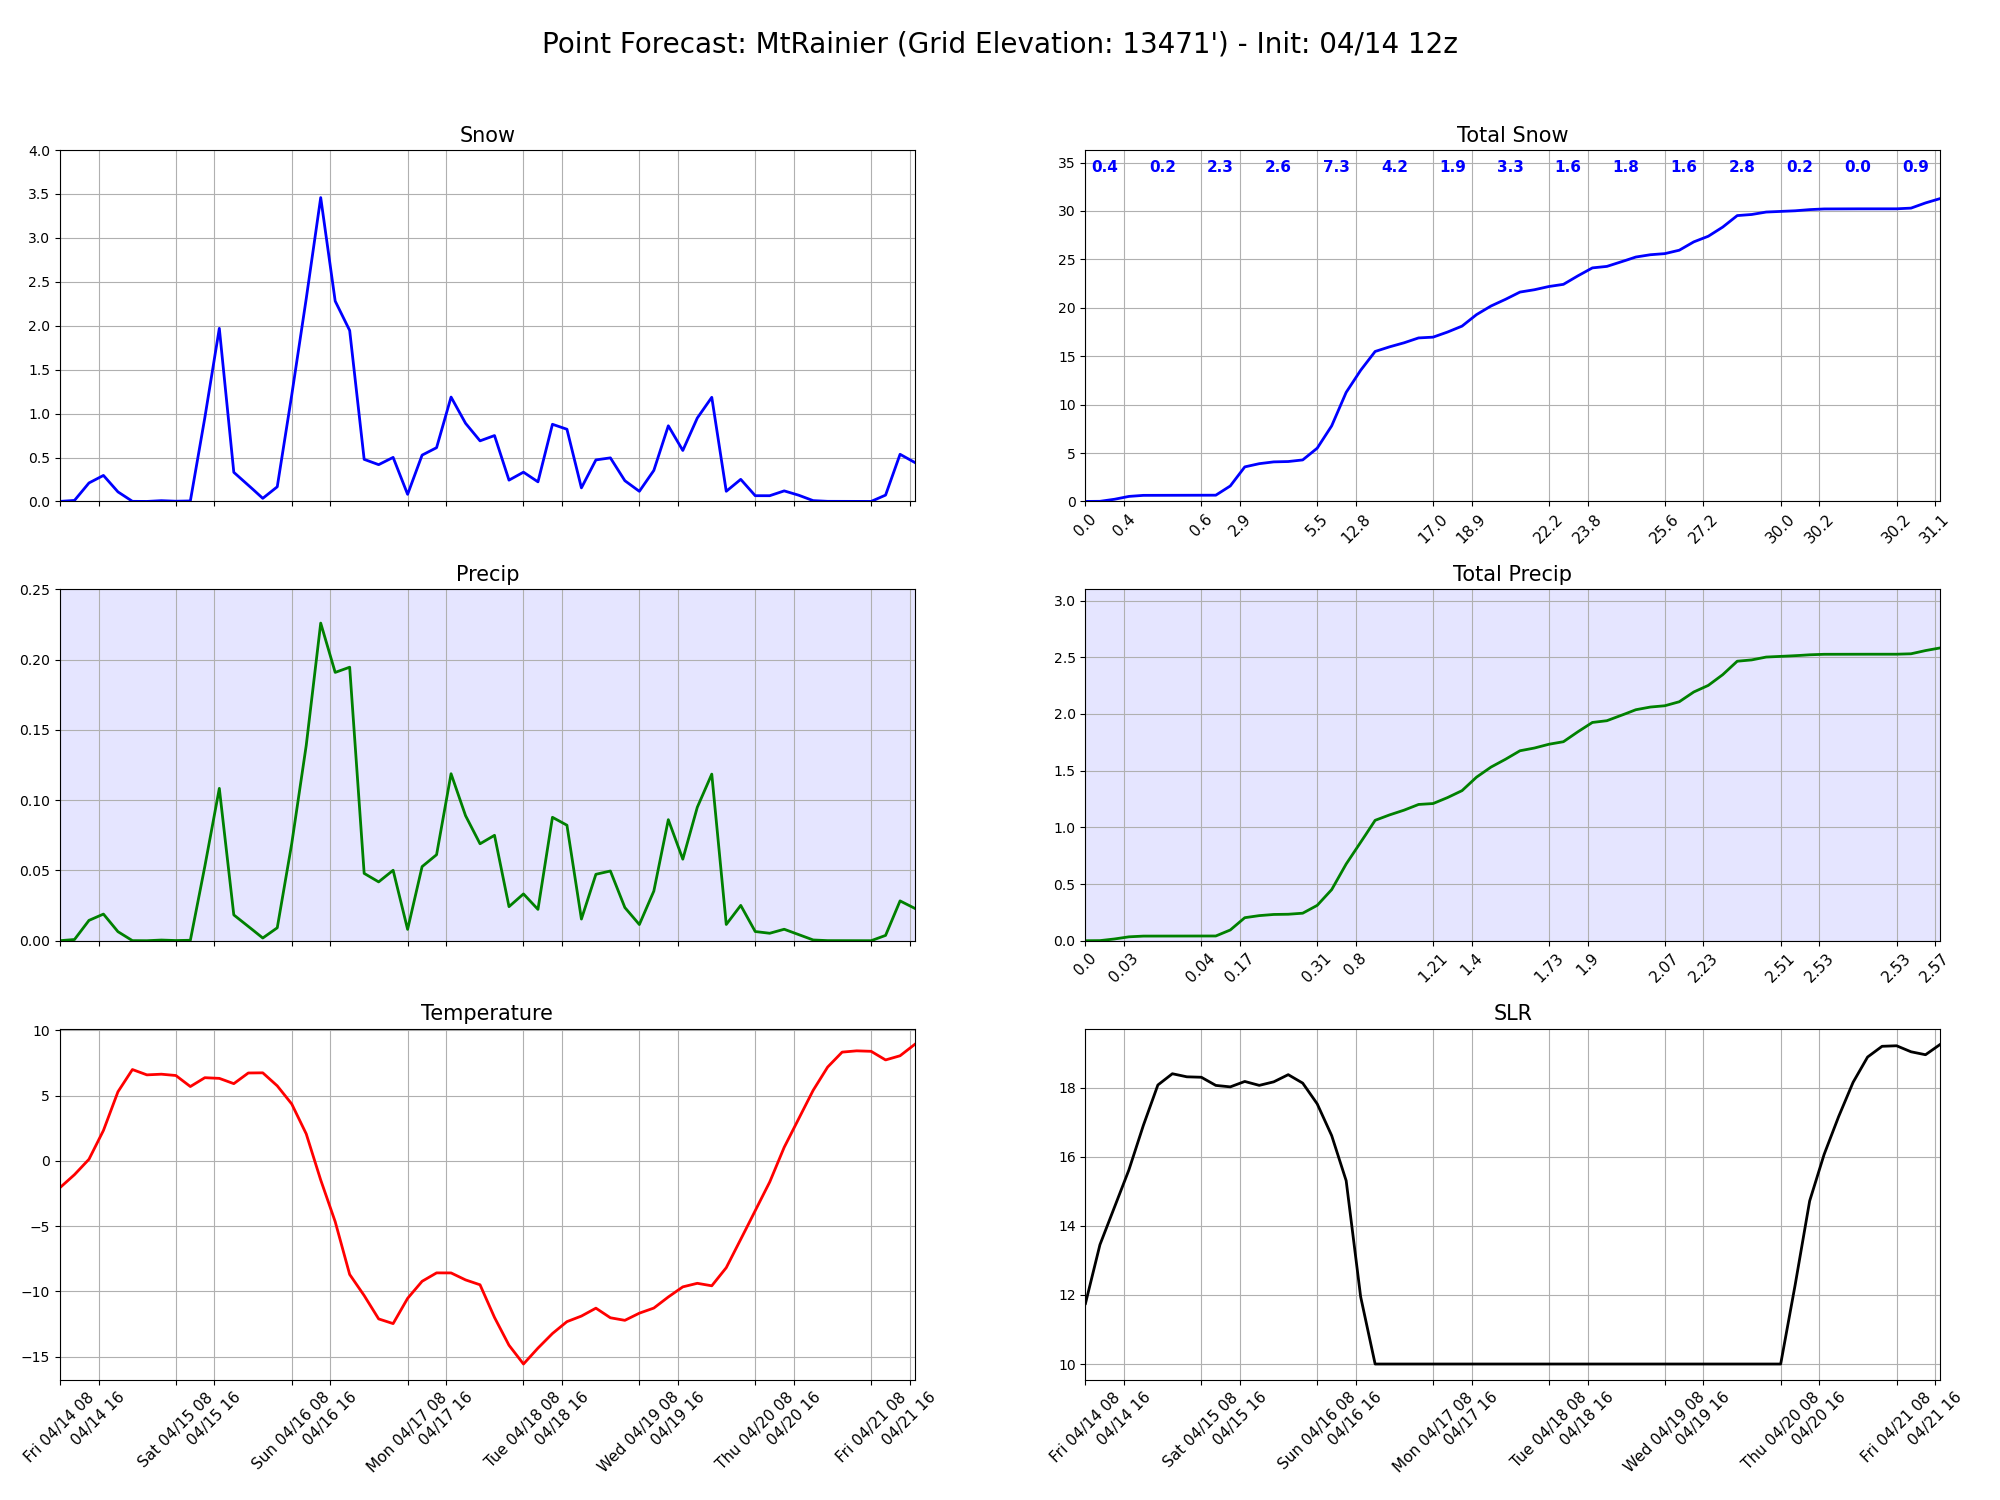 Point Forecast: MtRainier (Grid Elevation: 13471') - Init: 04/14 12z
Snow
4.0
3.5
3.0
2.5
2.0
1.5
1.0
0.5
0.0
Total Snow
0.4 0.2 2.3 2.6 7.3 4.2 1.9 3.3 1.6 1.8 1.6 2.8 0.2 0.0 0.9
35
30
25
20
15
10
5
0
0.0 0.4 0.6 2.9 5.5 12.8 17.0 18.9 22.2 23.8 25.6 27.2 30.0 30.2 30.2 31.1
Precip
0.25
0.20
0.15
0.10
0.05
0.00
Total Precip
3.0
2.5
2.0
1.5
1.0
0.5
0.0
0.0 0.03 0.04 0.17 0.31 0.8 1.21 1.4 1.73 1.9 2.07 2.23 2.51 2.53 2.53 2.57
Temperature
10
5
0
−5
−10
−15
Fri 04/14 08
04/14 16
Sat 04/15 08
04/15 16
Sun 04/16 08
04/16 16
Mon 04/17 08
04/17 16
Tue 04/18 08
04/18 16
Wed 04/19 08
04/19 16
Thu 04/20 08
04/20 16
Fri 04/21 08
04/21 16
SLR
18
16
14
12
10
Fri 04/14 08
04/14 16
Sat 04/15 08
04/15 16
Sun 04/16 08
04/16 16
Mon 04/17 08
04/17 16
Tue 04/18 08
04/18 16
Wed 04/19 08
04/19 16
Thu 04/20 08
04/20 16
Fri 04/21 08
04/21 16